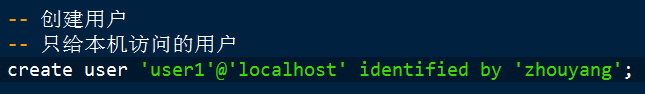 -- 创建用户
-- 只给本机访问的用户
create user 'user1'@'localhost' identified by 'zhouyang';